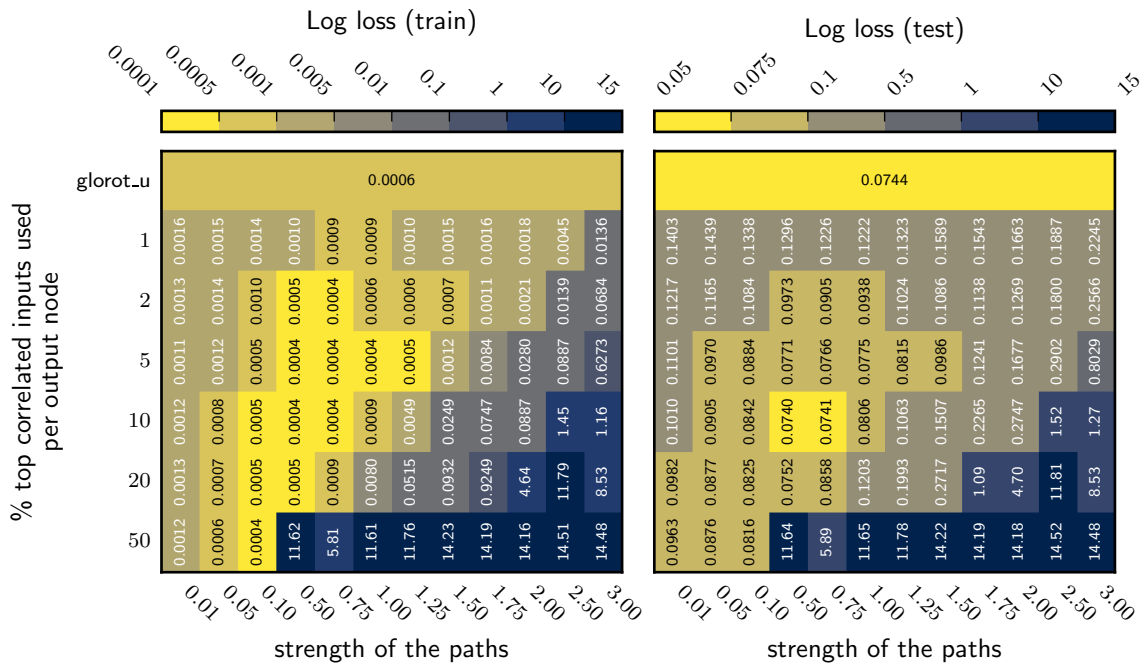 Log loss (train)
0.0001 0.0005 0.001 0.005 0.01 0.1 1 10 15
Log loss (test)
0.05 0.075 0.1 0.5 1 10 15
% top correlated inputs used
per output node
glorot_u 0.0006
1 0.0016 0.0015 0.0014 0.0010 0.0009 0.0009 0.0010 0.0015 0.0016 0.0018 0.0045 0.0136
2 0.0013 0.0014 0.0010 0.0005 0.0004 0.0006 0.0006 0.0007 0.0011 0.0021 0.0139 0.0684
5 0.0011 0.0012 0.0005 0.0004 0.0004 0.0004 0.0005 0.0012 0.0084 0.0280 0.0887 0.6273
10 0.0012 0.0008 0.0005 0.0004 0.0004 0.0009 0.0049 0.0249 0.0747 0.0887 1.45 1.16
20 0.0013 0.0007 0.0005 0.0005 0.0009 0.0080 0.0515 0.0932 0.9249 4.64 11.79 8.53
50 0.0012 0.0006 0.0004 11.62 5.81 11.61 11.76 14.23 14.19 14.16 14.51 14.48
0.01 0.05 0.10 0.50 0.75 1.00 1.25 1.50 1.75 2.00 2.50 3.00
strength of the paths
0.0744
0.1403 0.1439 0.1338 0.1296 0.1226 0.1222 0.1323 0.1589 0.1543 0.1663 0.1887 0.2245
0.1217 0.1165 0.1084 0.0973 0.0905 0.0938 0.1024 0.1086 0.1138 0.1269 0.1800 0.2566
0.1101 0.0970 0.0884 0.0771 0.0766 0.0775 0.0815 0.0986 0.1241 0.1677 0.2902 0.8029
0.1010 0.0905 0.0842 0.0740 0.0741 0.0806 0.1063 0.1507 0.2265 0.2747 1.52 1.27
0.0982 0.0877 0.0825 0.0752 0.0858 0.1203 0.1993 0.2717 1.09 4.70 11.81 8.53
0.0963 0.0876 0.0816 11.64 5.89 11.65 11.78 14.22 14.19 14.18 14.52 14.48
0.01 0.05 0.10 0.50 0.75 1.00 1.25 1.50 1.75 2.00 2.50 3.00
strength of the paths